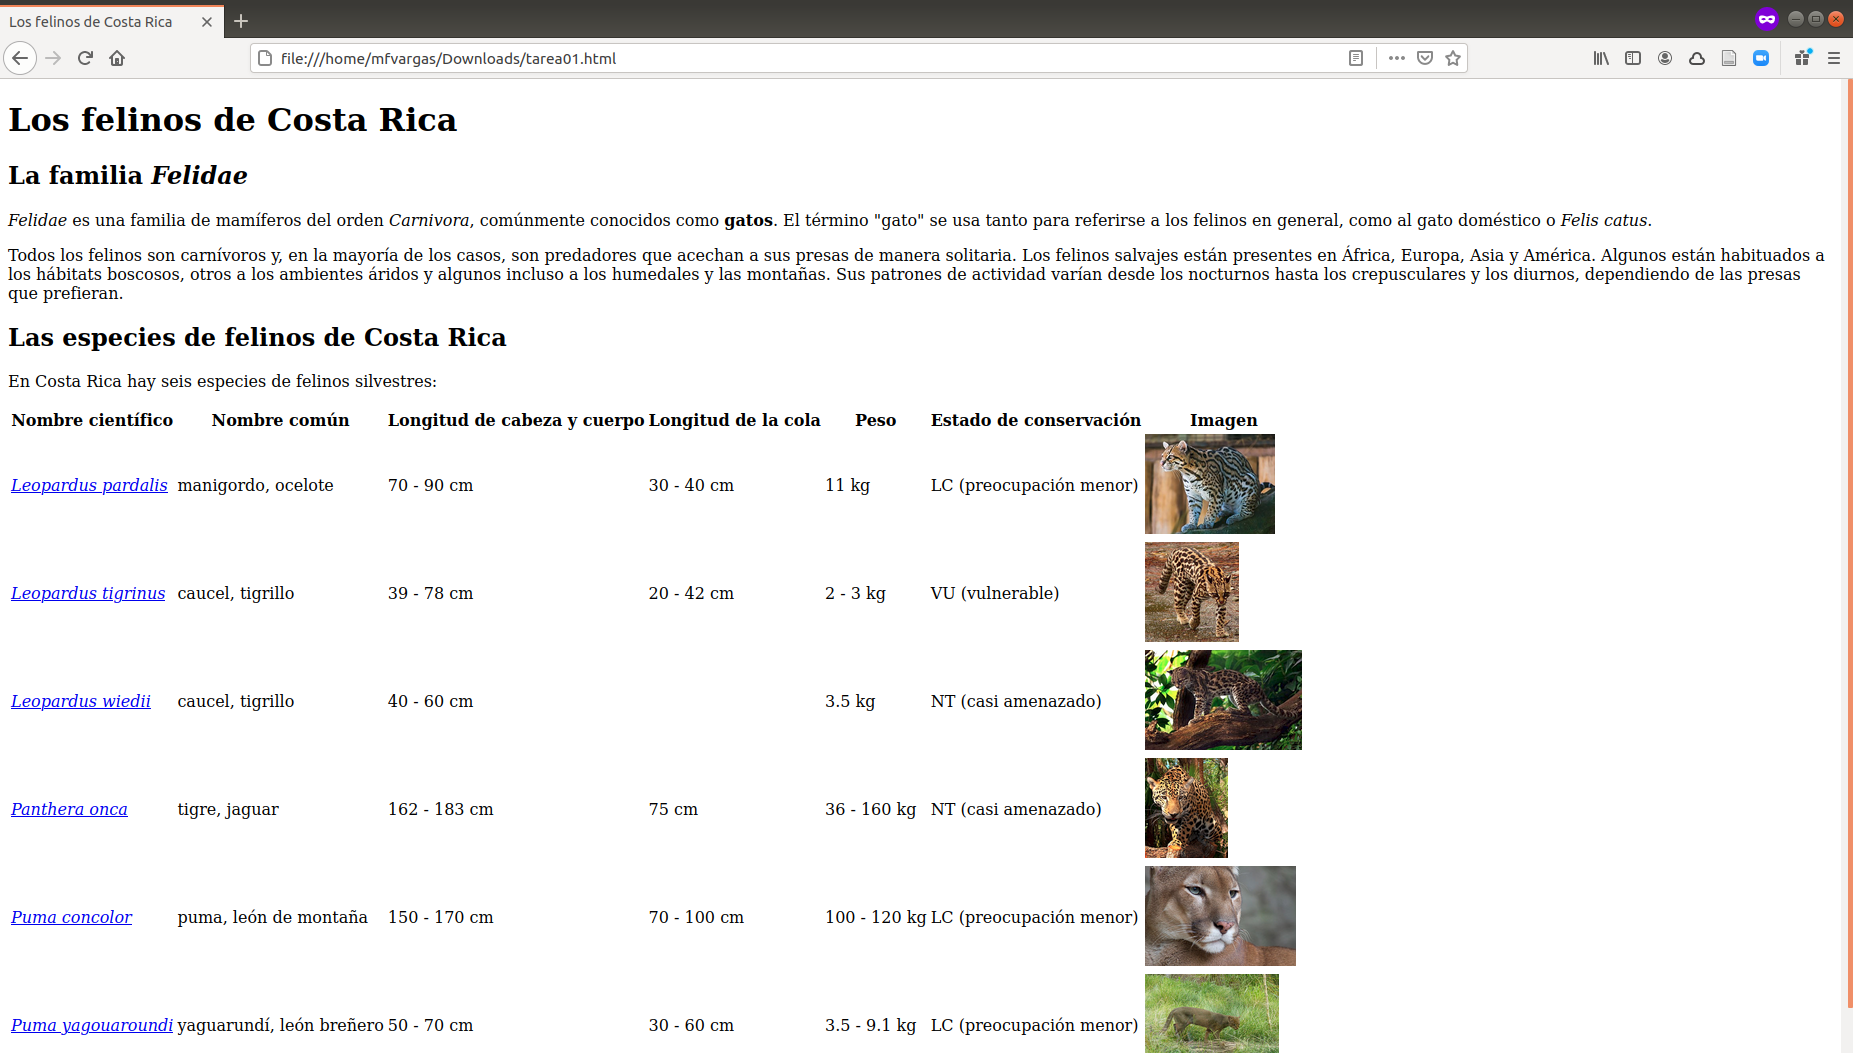 Los felinos de Costa Rica
file:///home/mfvargas/Downloads/tarea01.html
Los felinos de Costa Rica
La familia Felidae
Felidae es una familia de mamíferos del orden Carnivora, comúnmente conocidos como gatos. El término "gato" se usa tanto para referirse a los felinos en general, como al gato doméstico o Felis catus.
Todos los felinos son carnívoros y, en la mayoría de los casos, son predadores que acechan a sus presas de manera solitaria. Los felinos salvajes están presentes en África, Europa, Asia y América. Algunos están habituados a
los hábitats boscosos, otros a los ambientes áridos y algunos incluso a los humedales y las montañas. Sus patrones de actividad varían desde los nocturnos hasta los crepusculares y los diurnos, dependiendo de las presas
que prefieran.
Las especies de felinos de Costa Rica
En Costa Rica hay seis especies de felinos silvestres:
Nombre científico Nombre común Longitud de cabeza y cuerpo Longitud de la cola Peso Estado de conservación Imagen
Leopardus pardalis manigordo, ocelote 70 - 90 cm 30 - 40 cm 11 kg LC (preocupación menor)
Leopardus tigrinus caucel, tigrillo 39 - 78 cm 20 - 42 cm 2 - 3 kg VU (vulnerable)
Leopardus wiedii caucel, tigrillo 40 - 60 cm 3.5 kg NT (casi amenazado)
Panthera onca tigre, jaguar 162 - 183 cm 75 cm 36 - 160 kg NT (casi amenazado)
Puma concolor puma, león de montaña 150 - 170 cm 70 - 100 cm 100 - 120 kg LC (preocupación menor)
Puma yagouaroundi yaguarundí, león breñero 50 - 70 cm 30 - 60 cm 3.5 - 9.1 kg LC (preocupación menor)